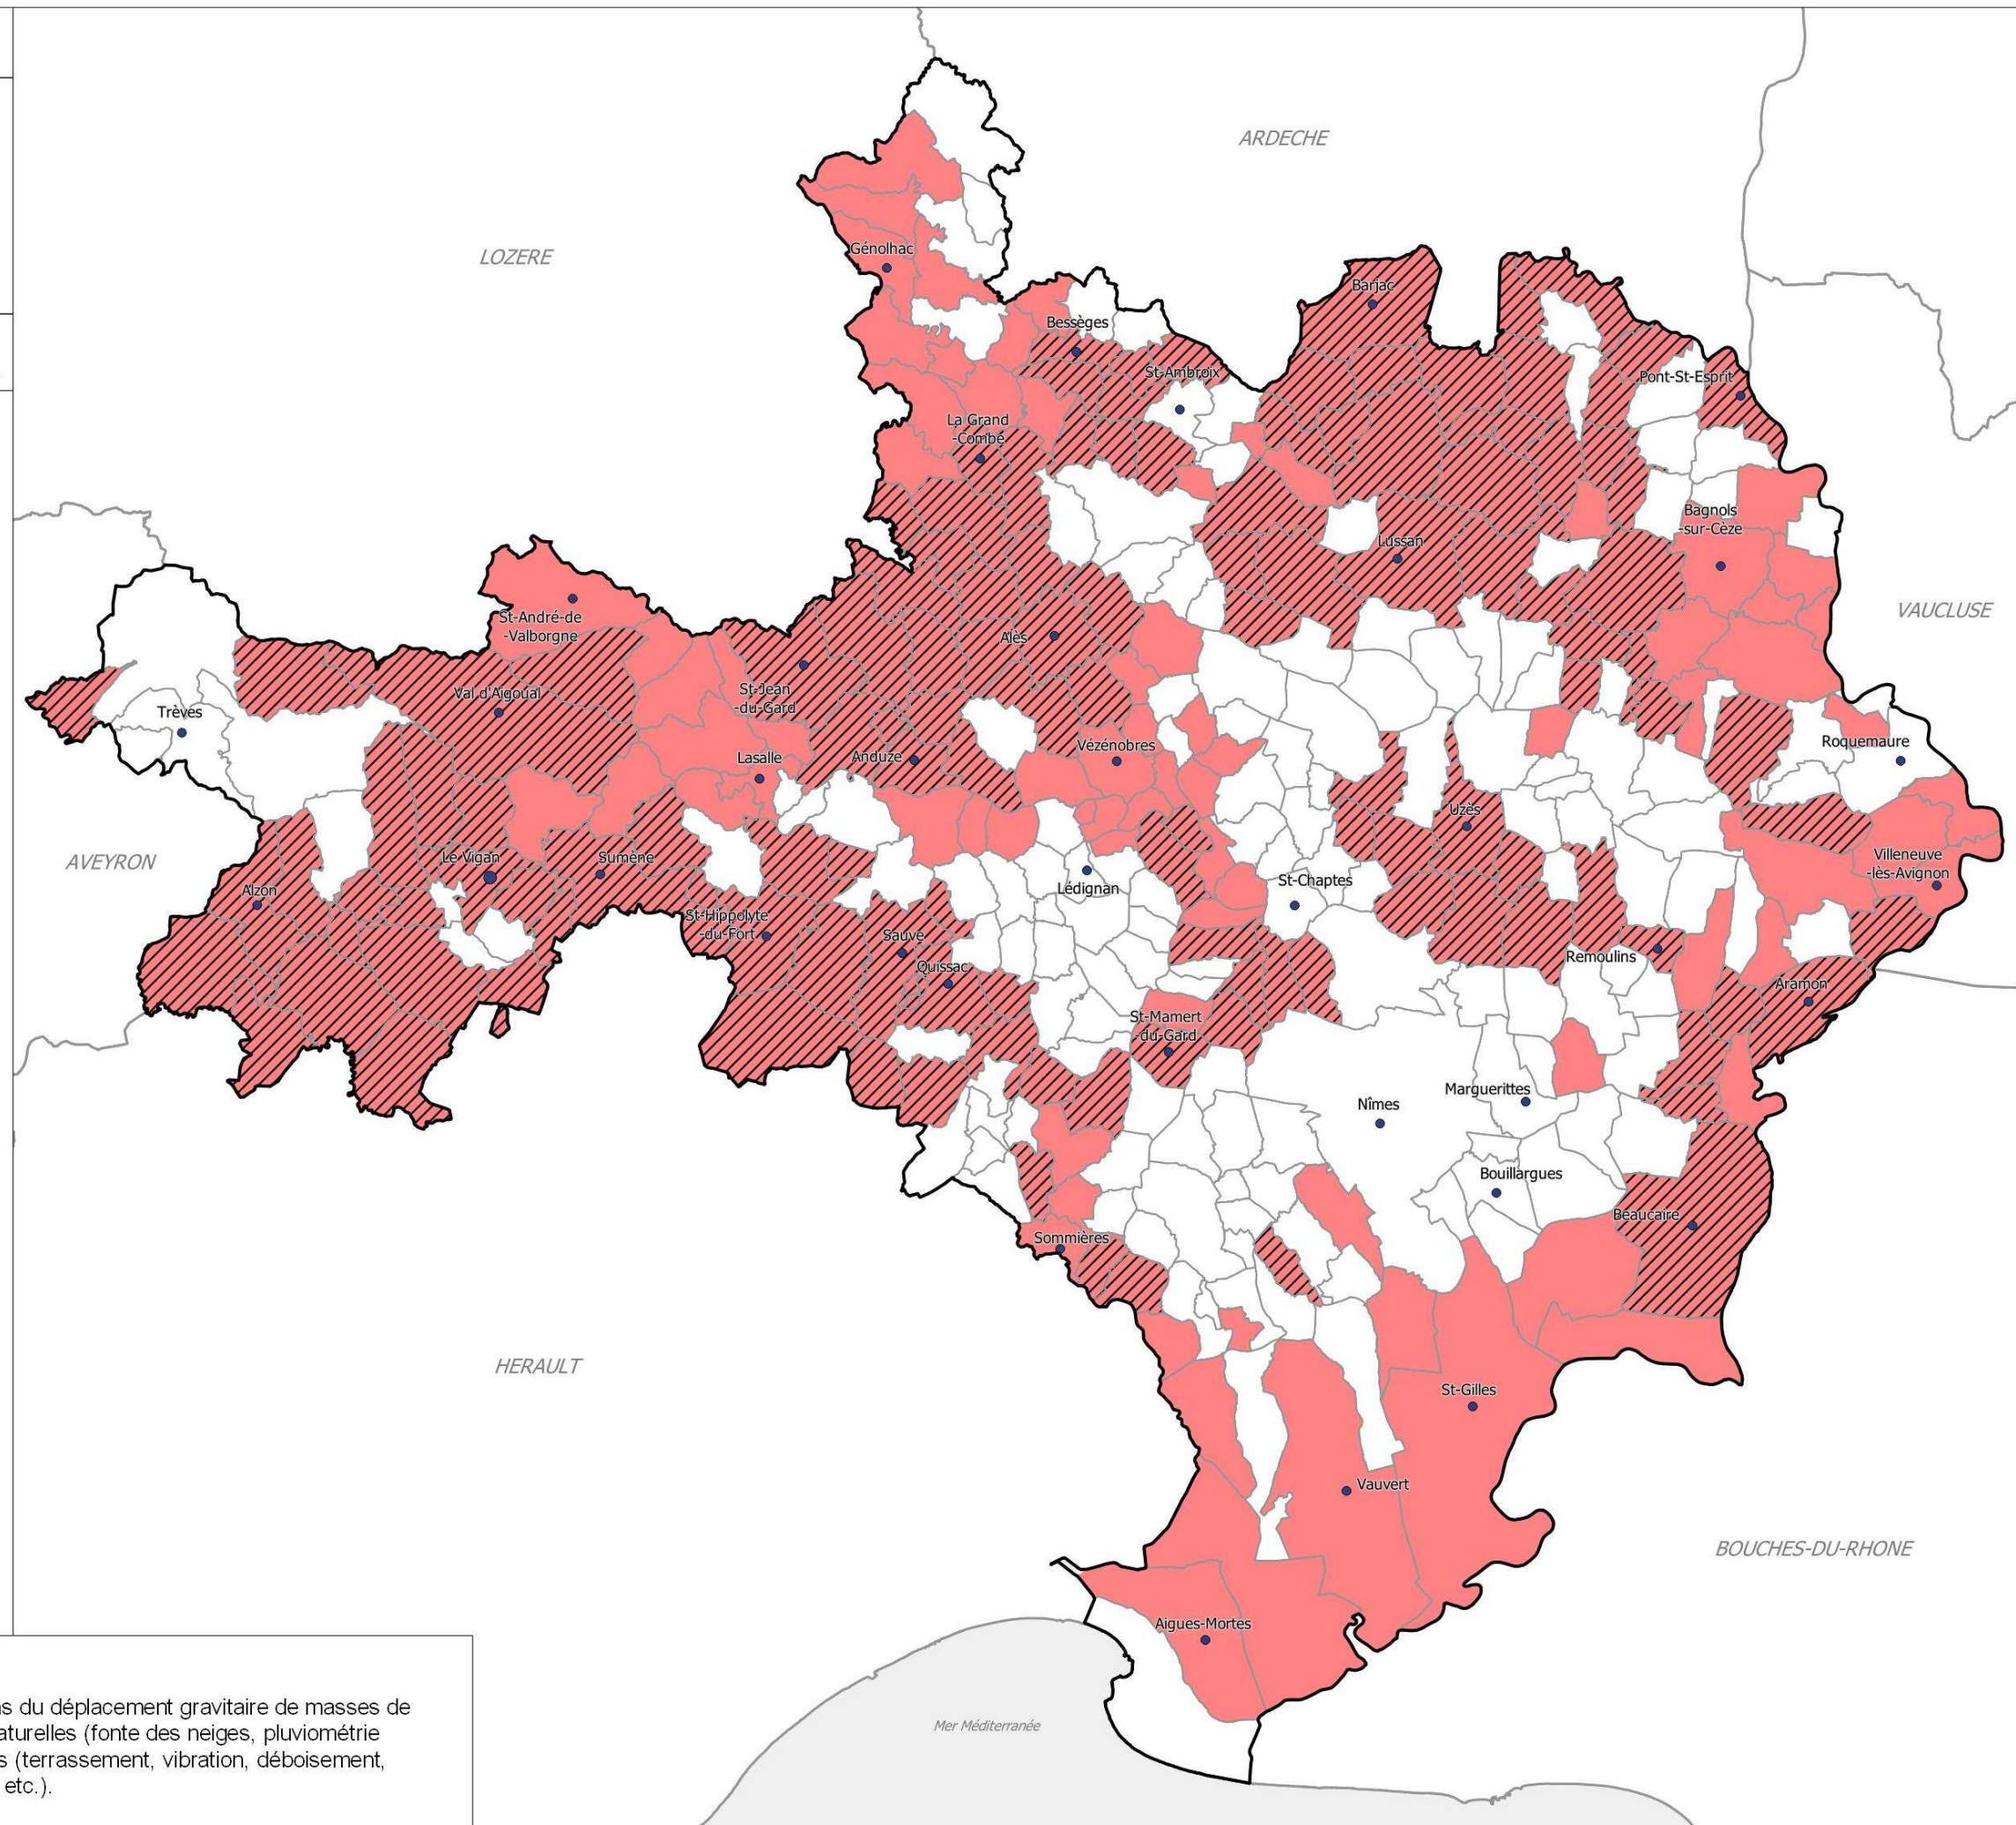 ARDECHE
LOZERE
Génolhac
Barjac
Bessèges
St-Ambroix
Pont-St-Esprit
La Grand
-Combe
Bagnols
-sur-Cèze
Lussan
VAUCLUSE
St-André-de
-Valborgne
Alès
Val d'Aigoual
St-Jean
-du-Gard
Trèves
Roquemaure
Vézénobres
Lasalle
Anduze
Uzès
AVEYRON
Le Vigan
Sumène
Villeneuve
-lès-Avignon
Lédignan
St-Chaptes
Alzon
St-Hippolyte
-du-Fort
Sauve
Quissac
Remoulins
Aramon
St-Mamert
-du-Gard
Marguerittes
Nîmes
Bouillargues
Beaucaire
Sommières
HERAULT
St-Gilles
Vauvert
BOUCHES-DU-RHONE
Aigues-Mortes
Mer Méditerranée
s du déplacement gravitaire de masses de
aturelles (fonte des neiges, pluviométrie
s (terrassement, vibration, déboisement,
etc.).